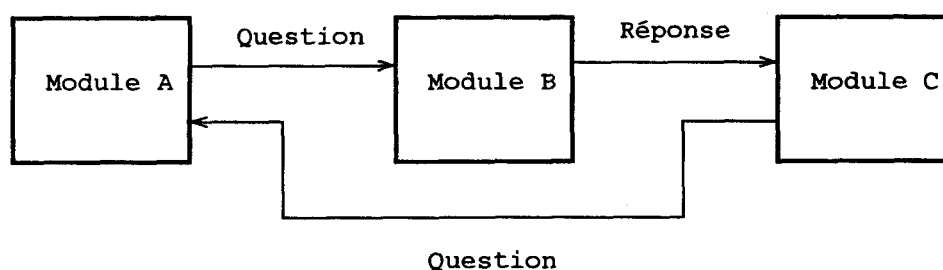 Question
Réponse
Module A
Module B
Module C
Question